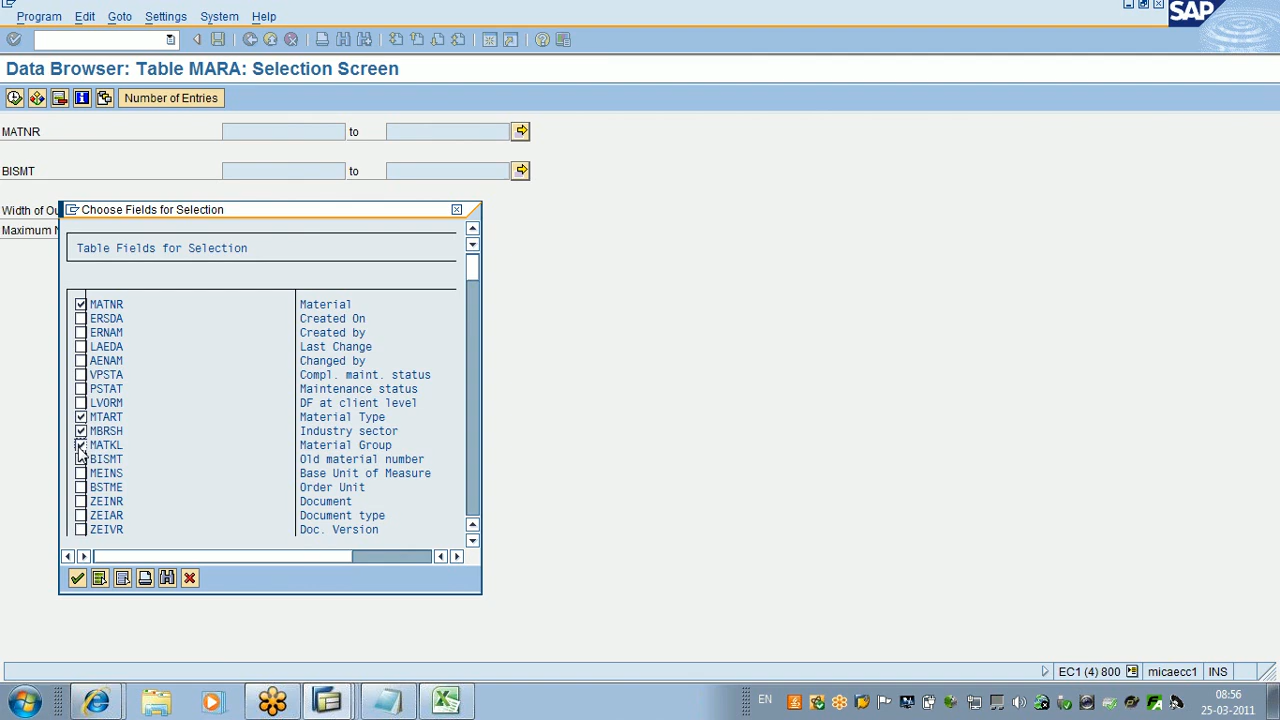 Program Edit Goto Settings System Help
SAP
Data Browser: Table MARA: Selection Screen
Number of Entries
MATNR to
BISMT to
Width of Ou
Maximum N
Choose Fields for Selection
Table Fields for Selection
MATNR Material
ERSDA Created On
ERNAM Created by
LAEDA Last Change
AENAM Changed by
VPSTA Compl. maint. status
PSTAT Maintenance status
LVORM DF at client level
MTART Material Type
MBRSH Industry sector
MATKL Material Group
BISMT Old material number
MEINS Base Unit of Measure
BSTME Order Unit
ZEINR Document
ZEIAR Document type
ZEIVR Doc. Version
EC1 (4) 800 micaecc1 INS
EN
08:56
25-03-2011